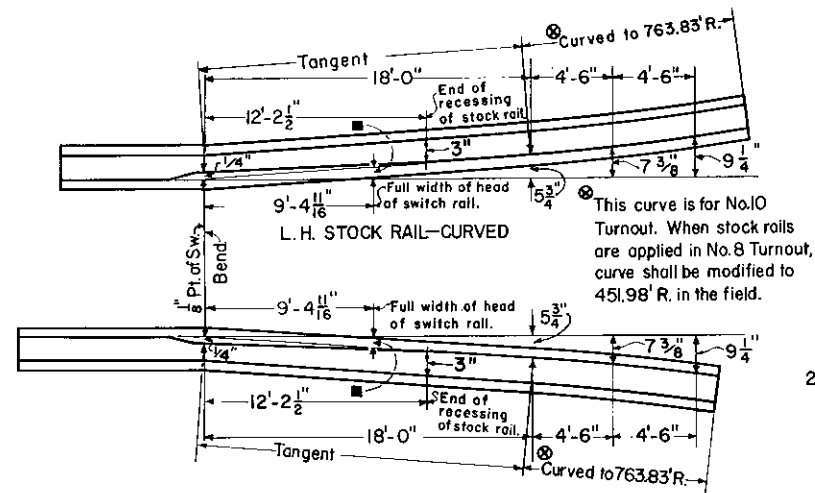 ⊗
Curved to 763.83' R.
Tangent
18'-0"
4'-6"
4'-6"
12'-2 1/2"
End of
recessing
of stock rail.
■
1/4"
3"
9'-4 11/16"
Full width of head
of switch rail.
5 3/4"
7 3/8"
9 1/4"
L. H. STOCK RAIL–CURVED
⊗
This curve is for No.10
Turnout. When stock rails
are applied in No. 8 Turnout,
curve shall be modified to
451.98' R. in the field.
1/8" Pt. of Sw.
Bend
9'-4 11/16"
Full width of head
of switch rail.
5 3/4"
7 3/8"
9 1/4"
1/4"
■
3"
12'-2 1/2"
End of
recessing
of stock rail.
18'-0"
4'-6"
4'-6"
Tangent
⊗
Curved to 763.83' R.
2